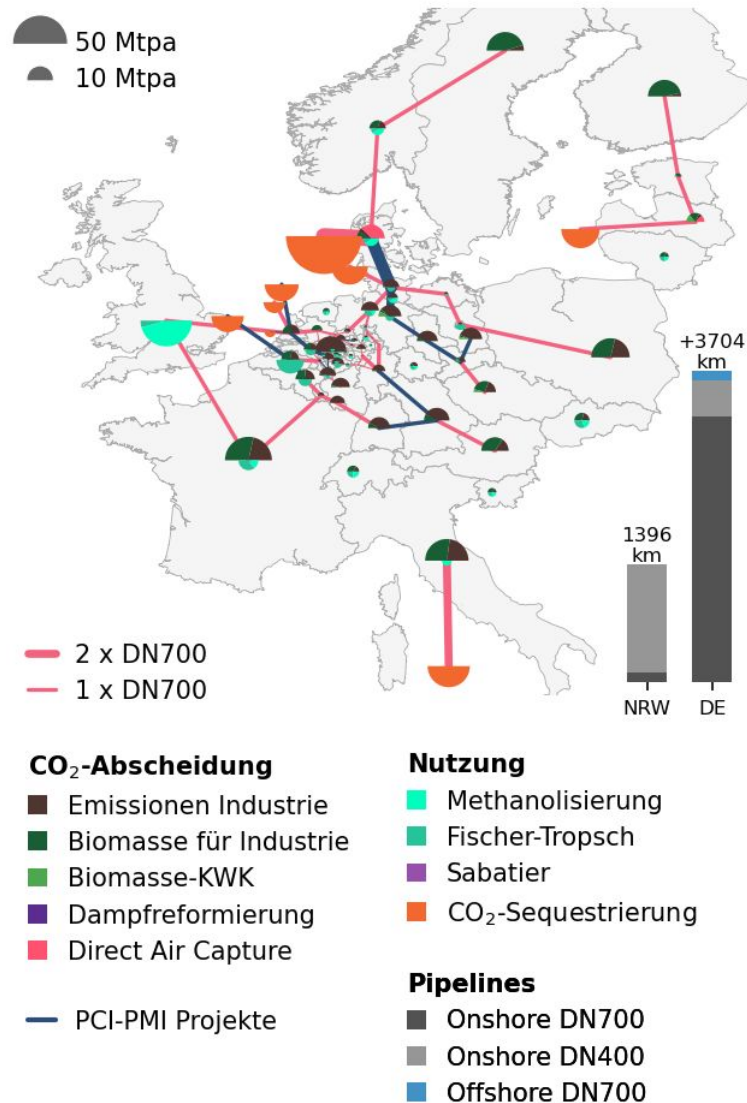 50 Mtpa
10 Mtpa
+3704
km
1396
km
2 x DN700
1 x DN700
NRW
DE
CO₂-Abscheidung
Emissionen Industrie
Biomasse für Industrie
Biomasse-KWK
Dampfreformierung
Direct Air Capture
PCI-PMI Projekte
Nutzung
Methanolisierung
Fischer-Tropsch
Sabatier
CO₂-Sequestrierung
Pipelines
Onshore DN700
Onshore DN400
Offshore DN700